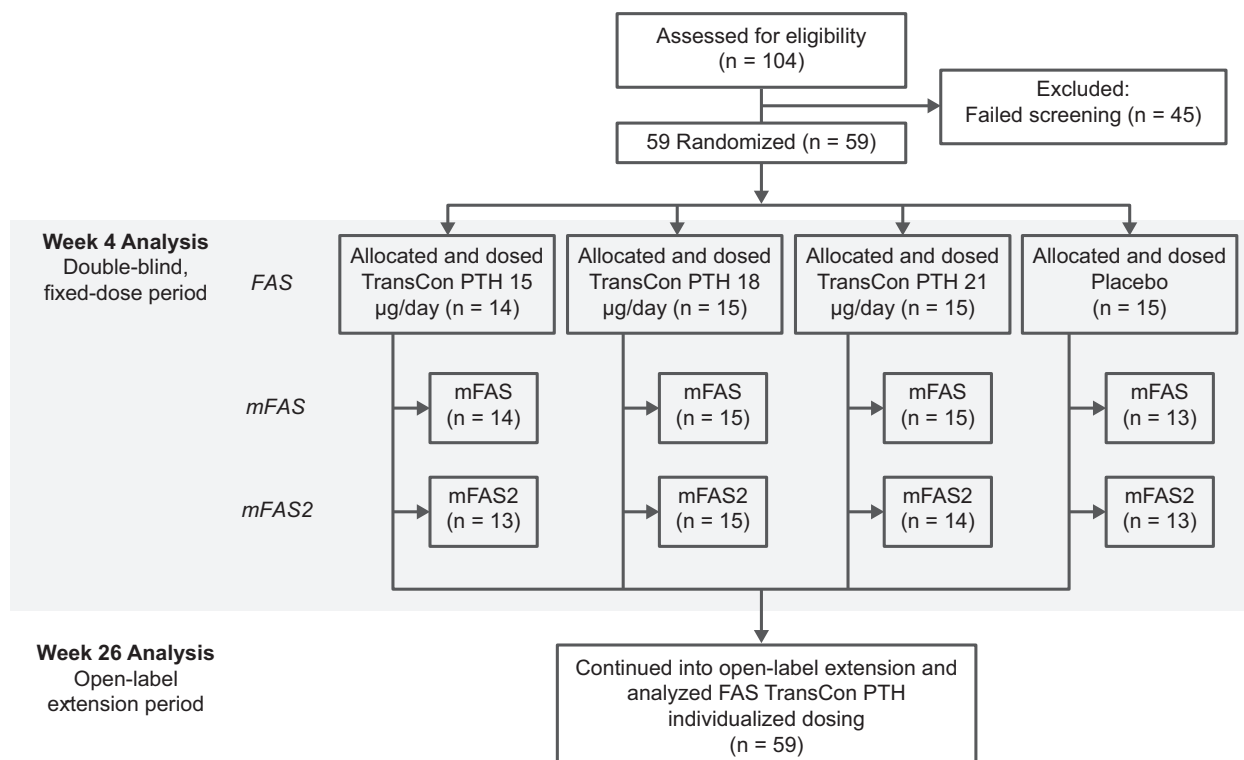 Assessed for eligibility
(n = 104)
Excluded:
Failed screening (n = 45)
59 Randomized (n = 59)
Week 4 Analysis
Double-blind,
fixed-dose period
FAS
Allocated and dosed
TransCon PTH 15
µg/day (n = 14)
Allocated and dosed
TransCon PTH 18
µg/day (n = 15)
Allocated and dosed
TransCon PTH 21
µg/day (n = 15)
Allocated and dosed
Placebo
(n = 15)
mFAS
mFAS
(n = 14)
mFAS
(n = 15)
mFAS
(n = 15)
mFAS
(n = 13)
mFAS2
mFAS2
(n = 13)
mFAS2
(n = 15)
mFAS2
(n = 14)
mFAS2
(n = 13)
Week 26 Analysis
Open-label
extension period
Continued into open-label extension and
analyzed FAS TransCon PTH
individualized dosing
(n = 59)